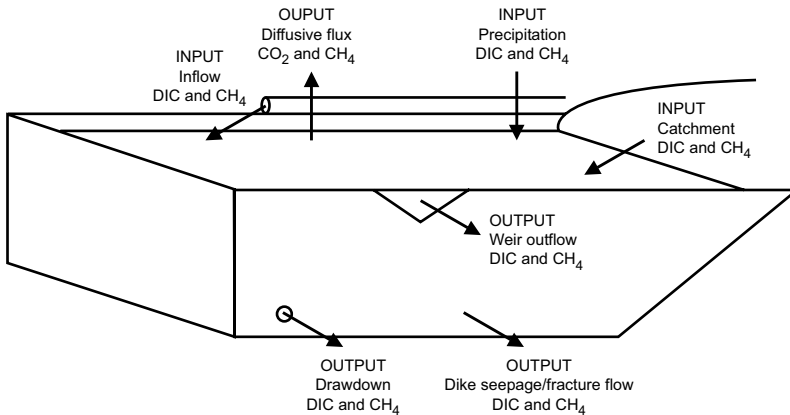 OUPUT
Diffusive flux
CO2 and CH4
INPUT
Precipitation
DIC and CH4
INPUT
Inflow
DIC and CH4
INPUT
Catchment
DIC and CH4
OUTPUT
Weir outflow
DIC and CH4
OUTPUT
Drawdown
DIC and CH4
OUTPUT
Dike seepage/fracture flow
DIC and CH4